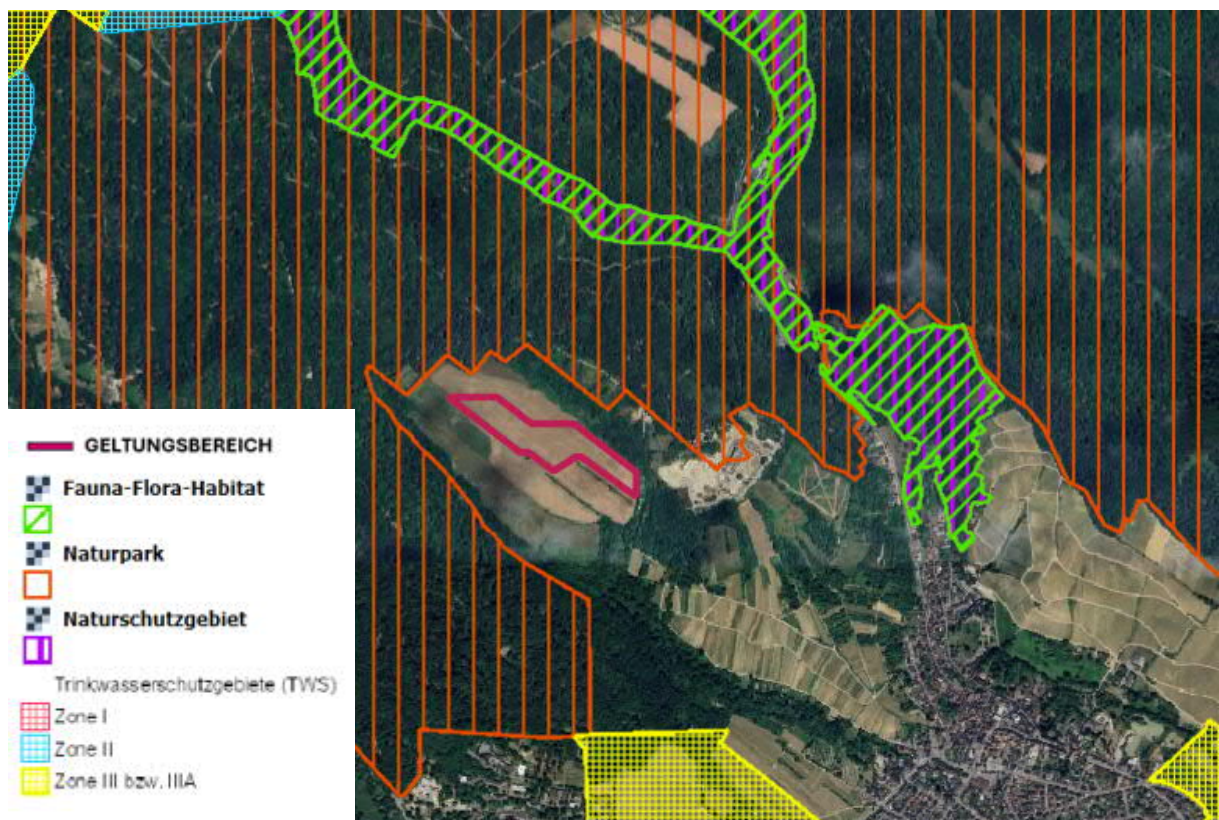 GELTUNGSBEREICH
Fauna-Flora-Habitat
Naturpark
Naturschutzgebiet
Trinkwasserschutzgebiete (TWS)
Zone I
Zone II
Zone III bzw. IIIA